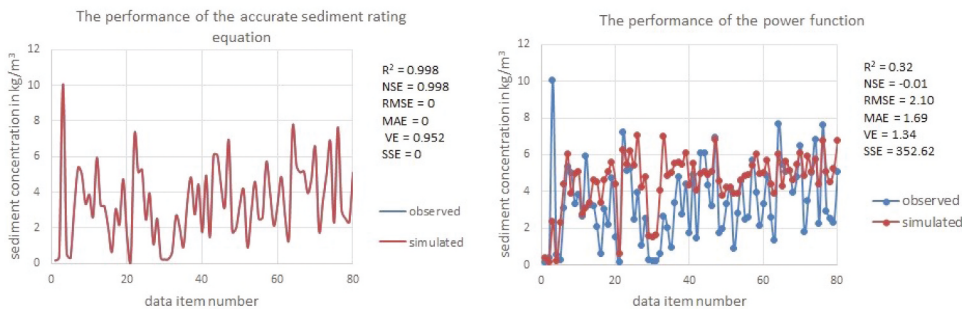 The performance of the accurate sediment rating
equation
sediment concentration in kg/m³
12
10
8
6
4
2
0
0
20
40
60
80
data item number
R² = 0.998
NSE = 0.998
RMSE = 0
MAE = 0
VE = 0.952
SSE = 0
observed
simulated
The performance of the power function
sediment concentration in kg/m³
12
10
8
6
4
2
0
0
20
40
60
80
data item number
R² = 0.32
NSE = -0.01
RMSE = 2.10
MAE = 1.69
VE = 1.34
SSE = 352.62
observed
simulated